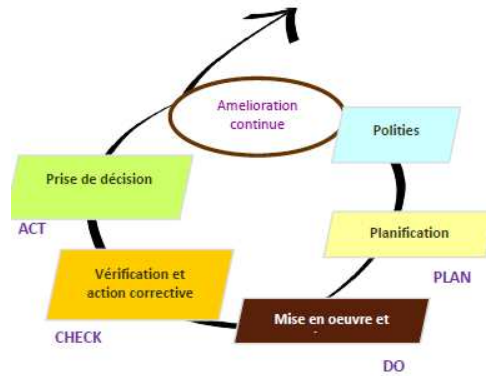 Amelioration
continue
Polities
Prise de décision
ACT
Planification
PLAN
Vérification et
action corrective
CHECK
Mise en oeuvre et
DO